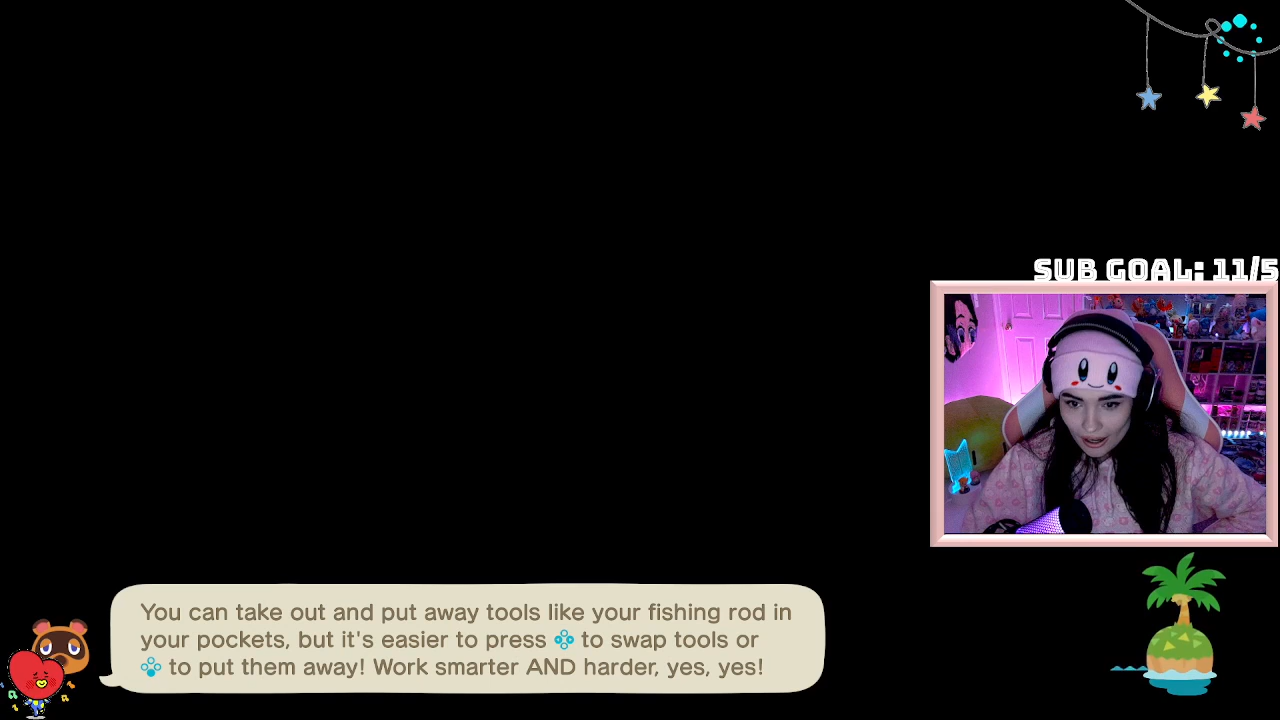 SUB GOAL: 11/5
You can take out and put away tools like your fishing rod in
your pockets, but it's easier to press to swap tools or
to put them away! Work smarter AND harder, yes, yes!